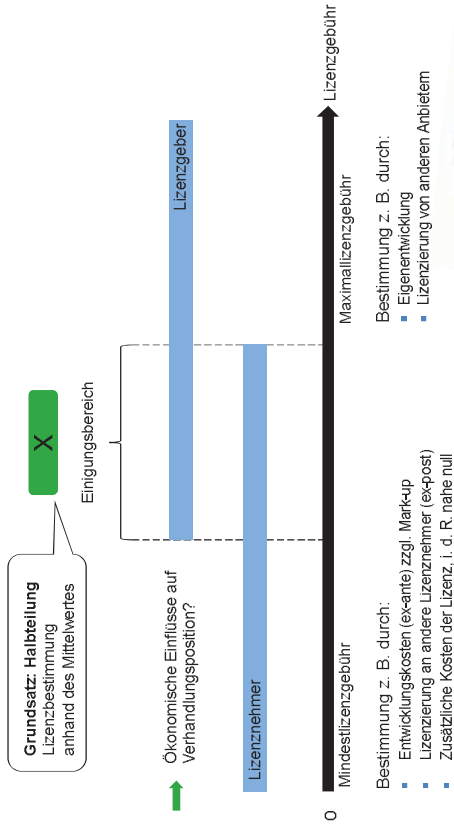 Grundsatz: Halbteilung
Lizenzbestimmung
anhand des Mittelwertes
X
Einigungsbereich
Ökonomische Einflüsse auf
Verhandlungsposition?
Lizenzgeber
Lizenznehmer
0
Lizenzgebühr
Mindestlizenzgebühr
Maximallizenzgebühr
Bestimmung z. B. durch:
▪ Entwicklungskosten (ex-ante) zzgl. Mark-up
▪ Lizenzierung an andere Lizenznehmer (ex-post)
▪ Zusätzliche Kosten der Lizenz, i. d. R. nahe null
Bestimmung z. B. durch:
▪ Eigenentwicklung
▪ Lizenzierung von anderen Anbietern